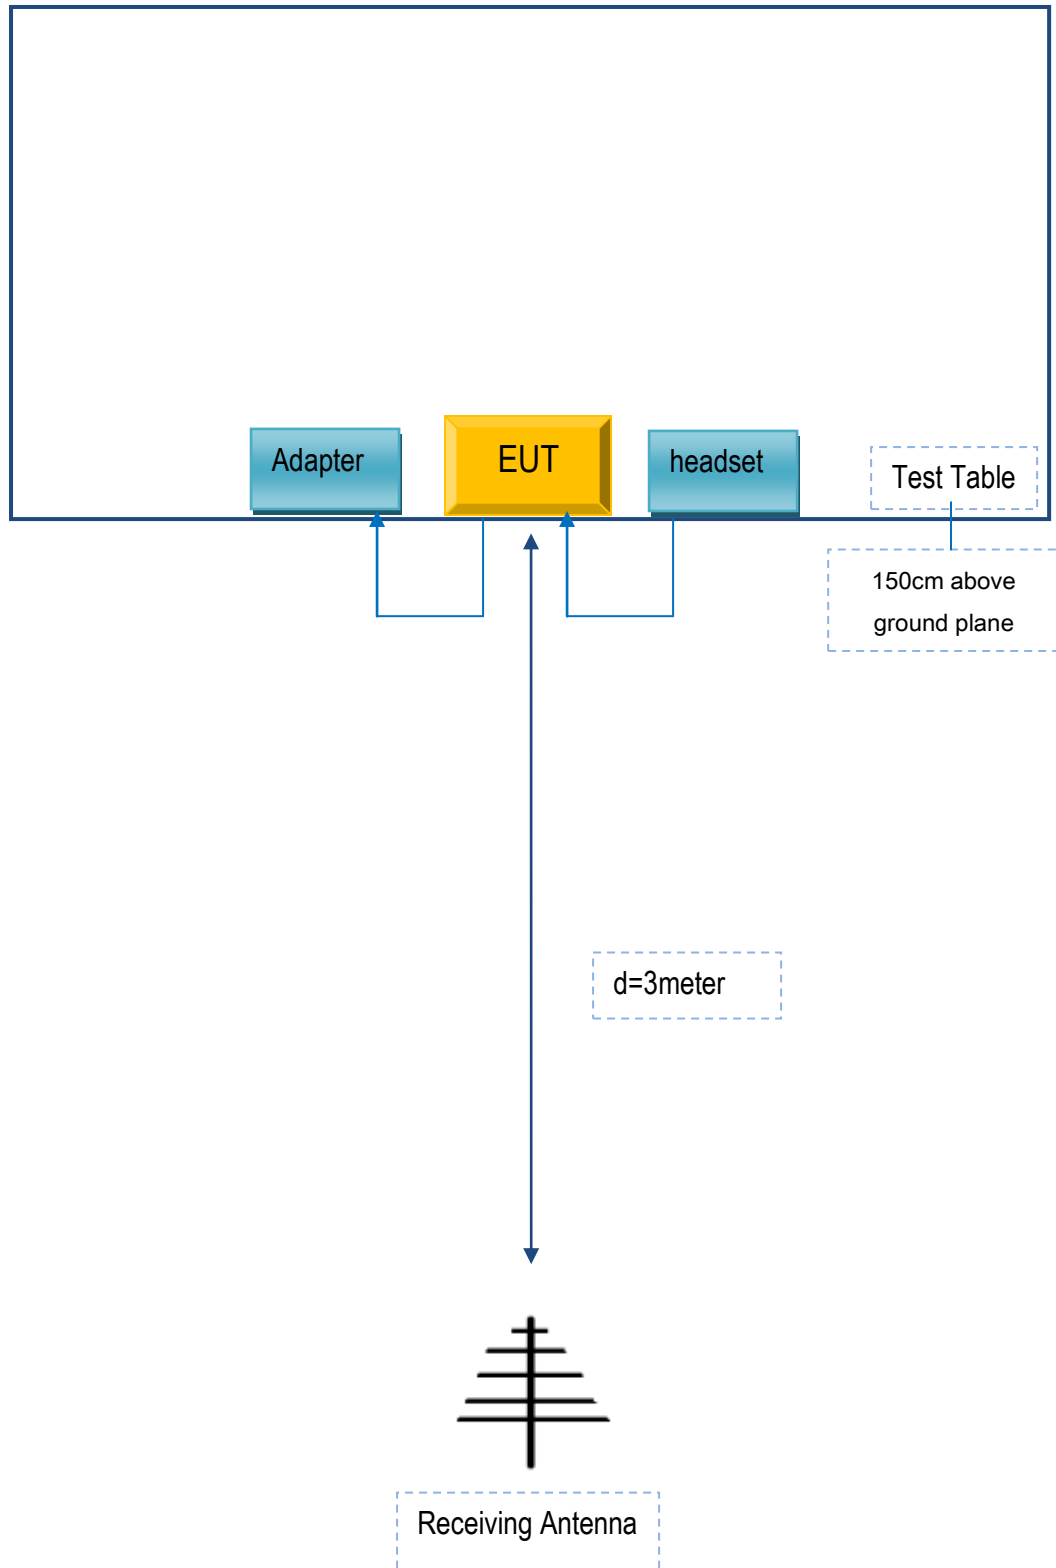 Adapter
EUT
headset
Test Table
150cm above
ground plane
d=3meter
Receiving Antenna